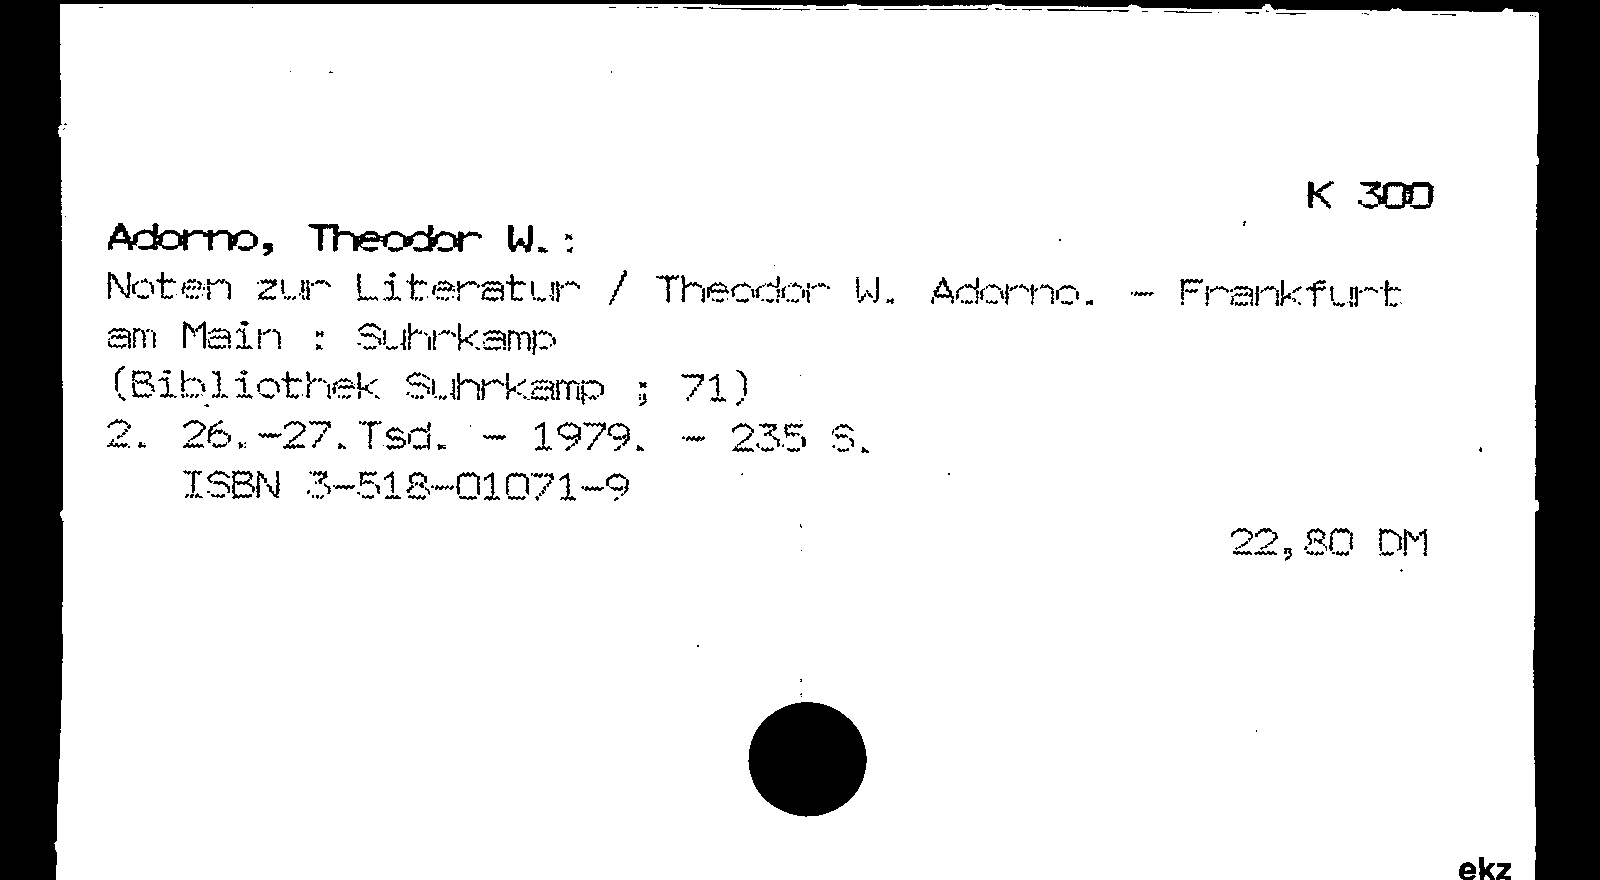 K 300
Adorno, Theodor W.:
Noten zur Literatur / Theodor W. Adorno. - Frankfurt
am Main : Suhrkamp
(Bibliothek Suhrkamp ; 71)
2. 26.-27.Tsd. - 1979. - 235 S.
ISBN 3-518-01071-9
22,80 DM
ekz